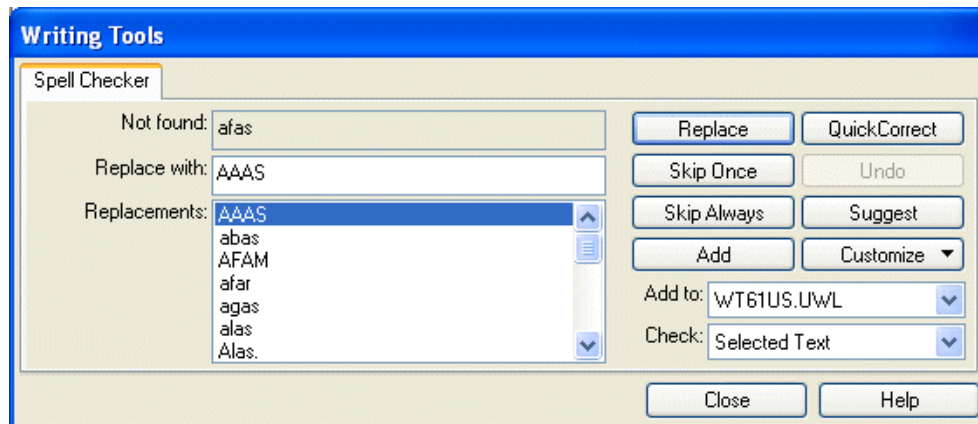 Writing Tools
Spell Checker
Not found: afas
Replace QuickCorrect
Replace with: AAAS
Skip Once Undo
Replacements: AAAS
Skip Always Suggest
abas
AFAM
Add Customize
afar
agas
Add to: WT61US.UWL
alas
Alas.
Check: Selected Text
Close Help